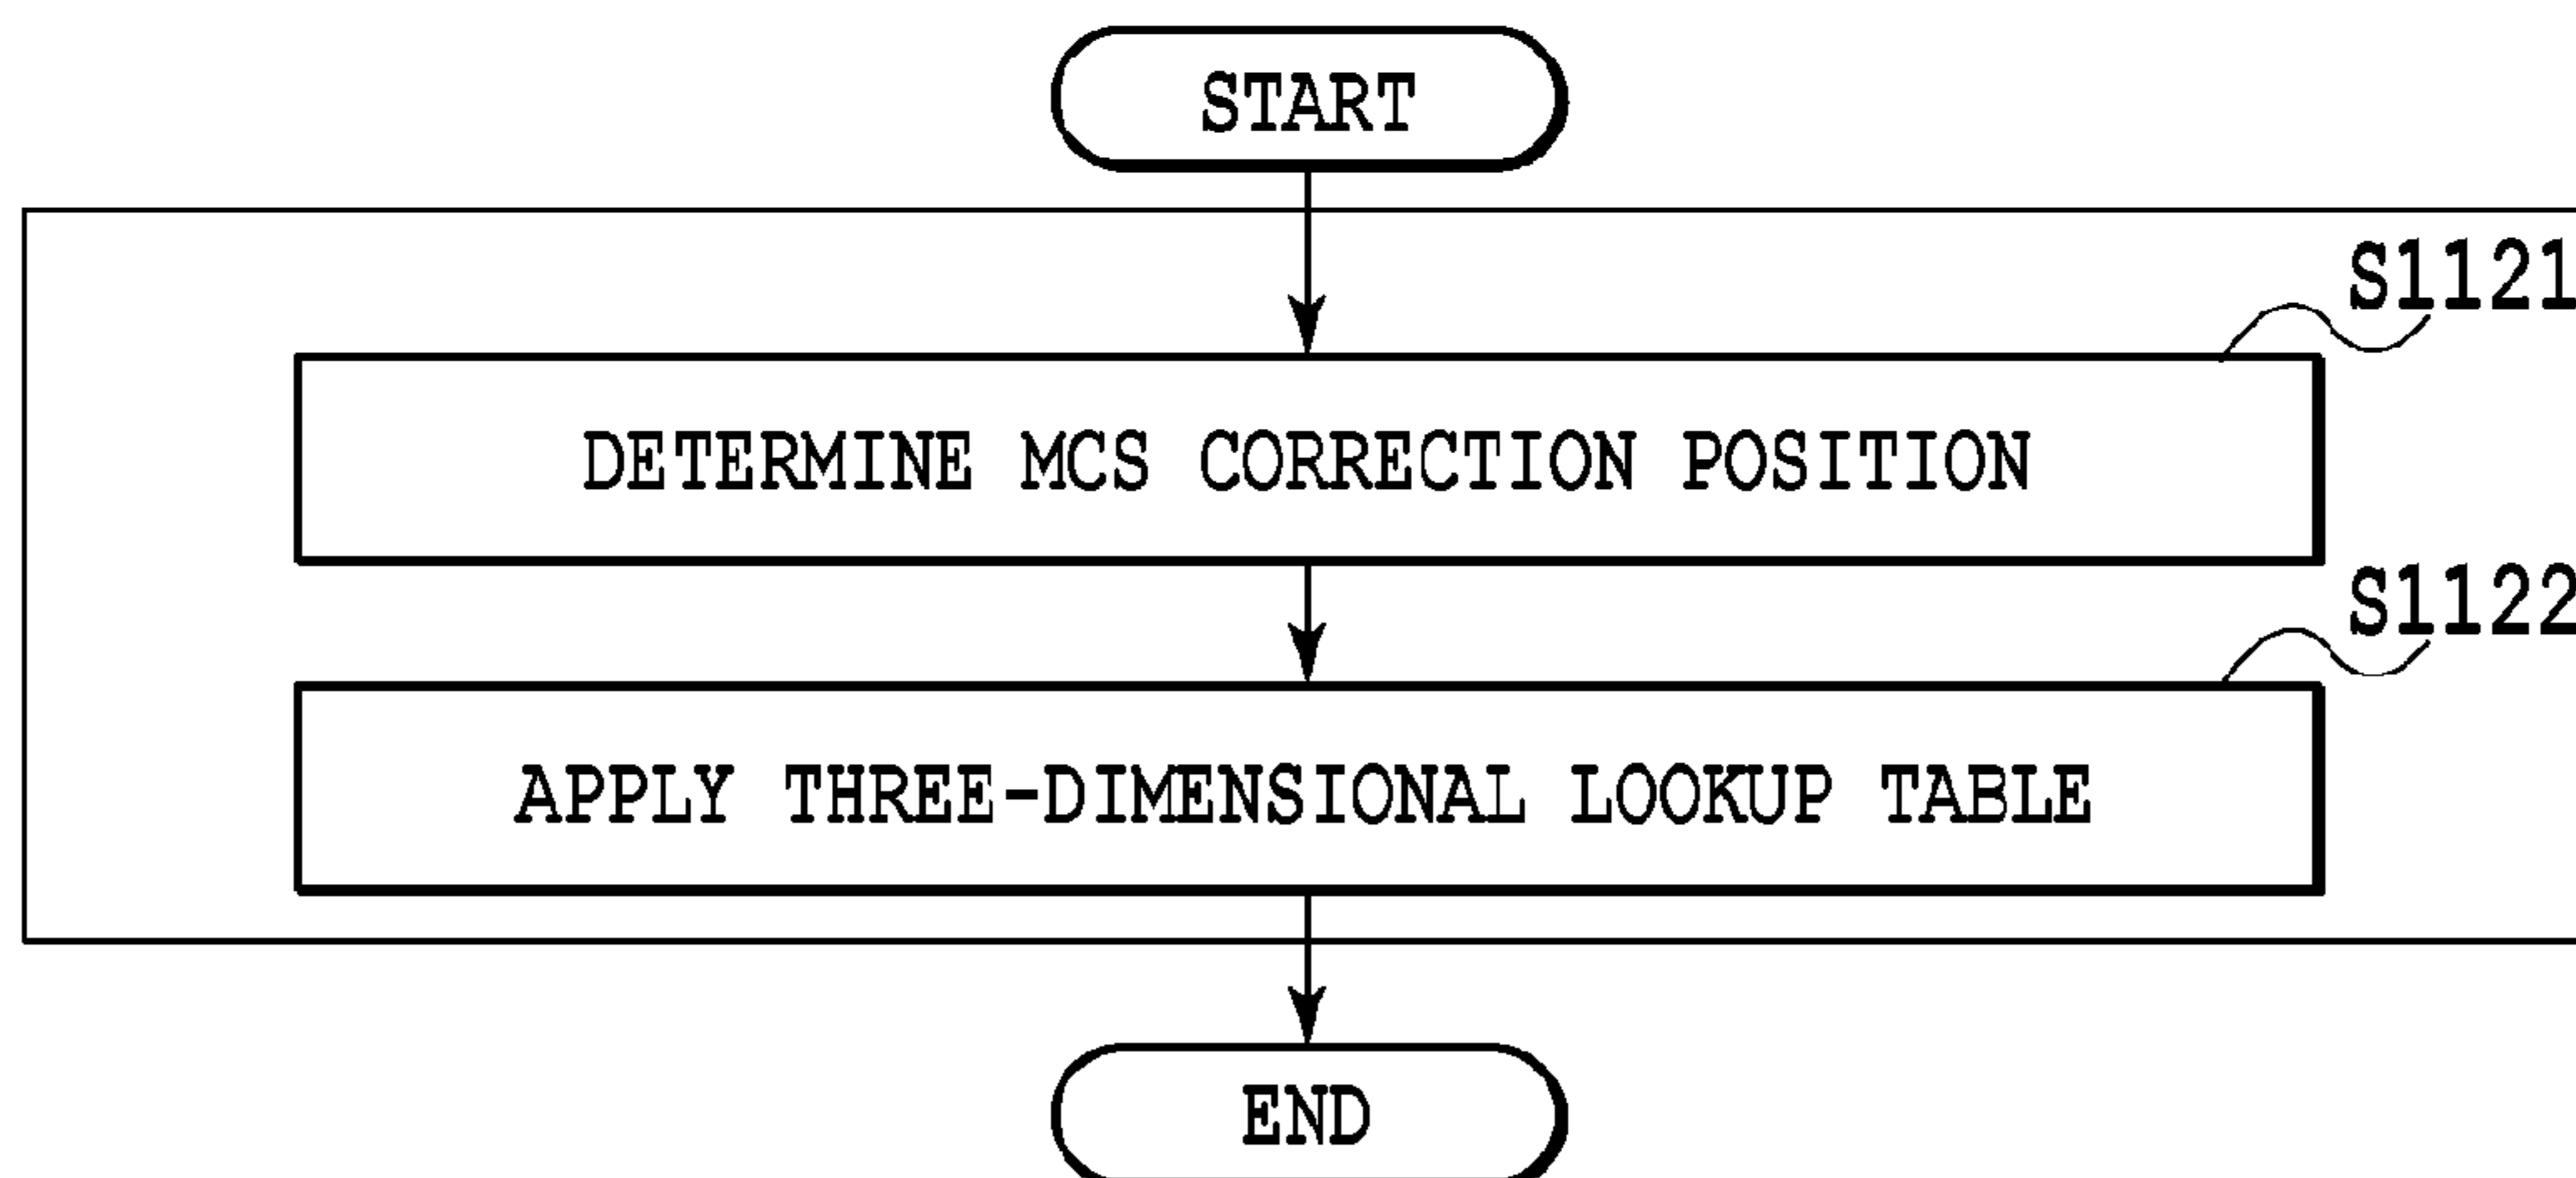 START
S1121
DETERMINE MCS CORRECTION POSITION
S1122
APPLY THREE-DIMENSIONAL LOOKUP TABLE
END